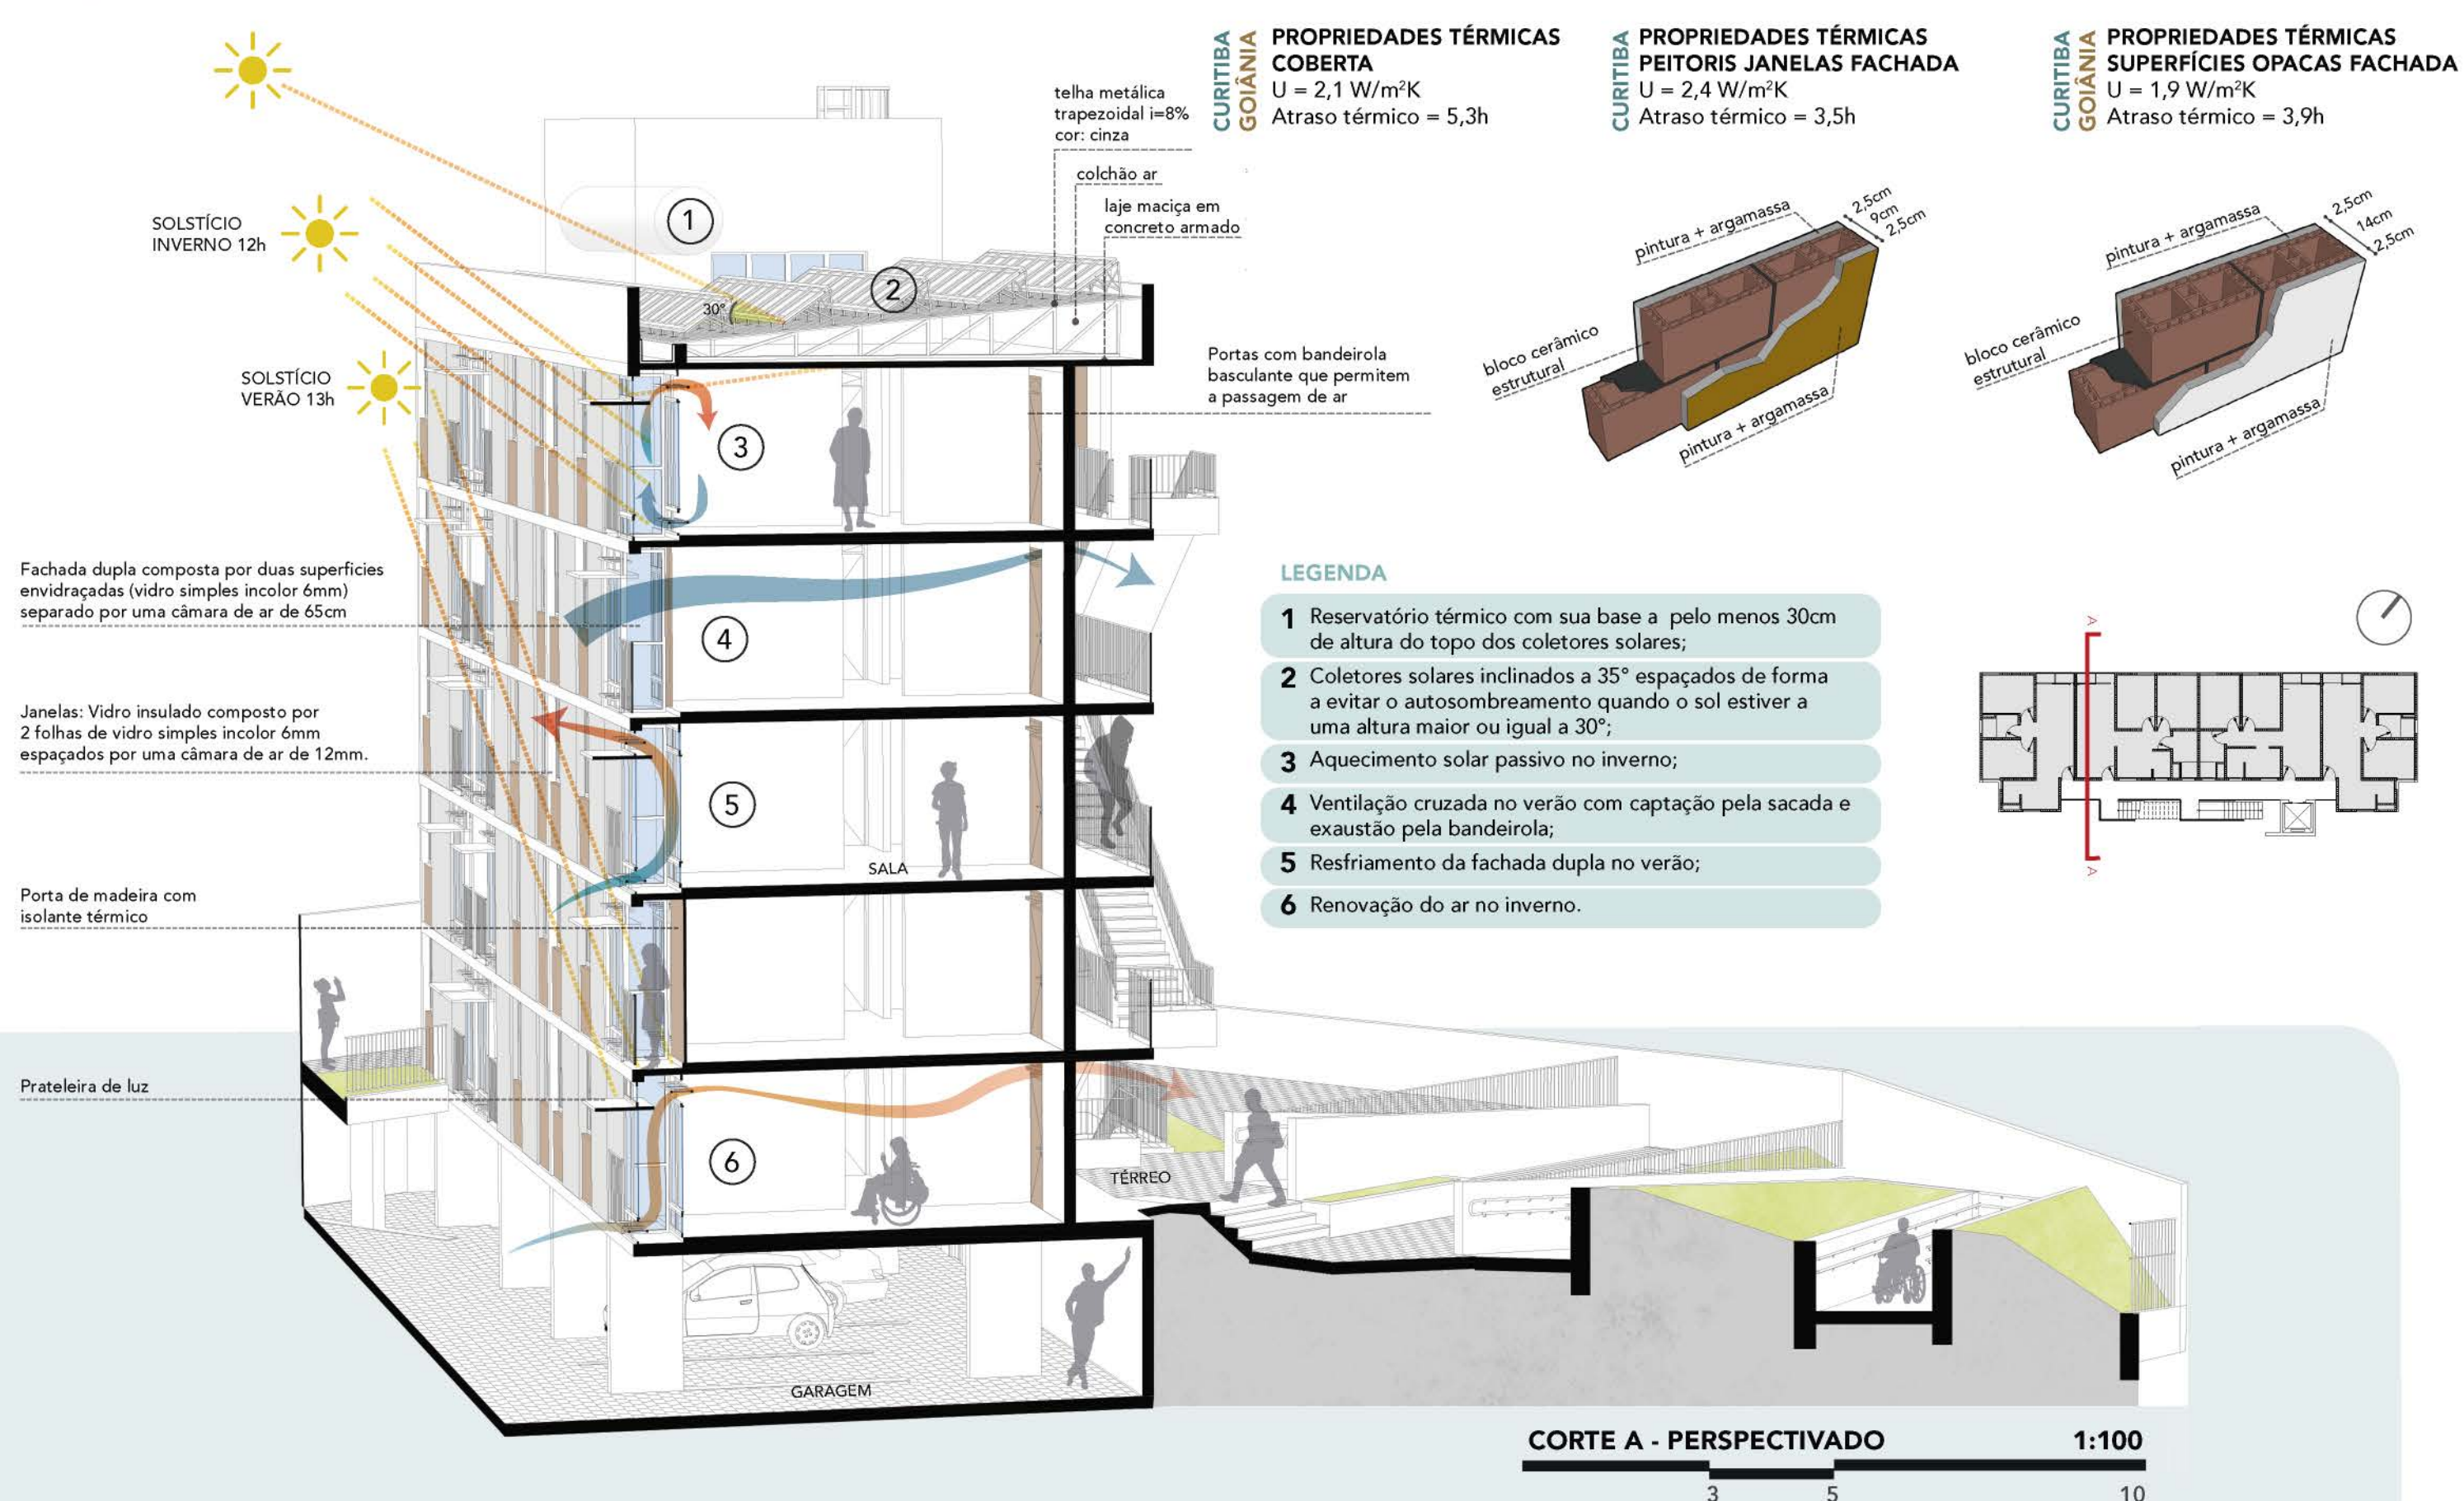 CURITIBA
GOIÂNIA
PROPRIEDADES TÉRMICAS
COBERTA
U = 2,1 W/m²K
Atraso térmico = 5,3h
CURITIBA
PROPRIEDADES TÉRMICAS
PEITORIS JANELAS FACHADA
U = 2,4 W/m²K
Atraso térmico = 3,5h
CURITIBA
GOIÂNIA
PROPRIEDADES TÉRMICAS
SUPERFÍCIES OPACAS FACHADA
U = 1,9 W/m²K
Atraso térmico = 3,9h
telha metálica
trapezoidal i=8%
cor: cinza
colchão ar
laje maciça em
concreto armado
SOLSTÍCIO
INVERNO 12h
SOLSTÍCIO
VERÃO 13h
1
2
30°
3
Portas com bandeirola
basculante que permitem
a passagem de ar
pintura + argamassa
2,5cm
9cm
2,5cm
bloco cerâmico
estrutural
pintura + argamassa
pintura + argamassa
2,5cm
14cm
2,5cm
bloco cerâmico
estrutural
pintura + argamassa
Fachada dupla composta por duas superficies
envidraçadas (vidro simples incolor 6mm)
separado por uma câmara de ar de 65cm
4
Janelas: Vidro insulado composto por
2 folhas de vidro simples incolor 6mm
espaçados por uma câmara de ar de 12mm.
5
SALA
Porta de madeira com
isolante térmico
Prateleira de luz
6
TÉRREO
GARAGEM
LEGENDA
1 Reservatório térmico com sua base a pelo menos 30cm
de altura do topo dos coletores solares;
2 Coletores solares inclinados a 35° espaçados de forma
a evitar o autosombreamento quando o sol estiver a
uma altura maior ou igual a 30°;
3 Aquecimento solar passivo no inverno;
4 Ventilação cruzada no verão com captação pela sacada e
exaustão pela bandeirola;
5 Resfriamento da fachada dupla no verão;
6 Renovação do ar no inverno.
A
A
CORTE A - PERSPECTIVADO 1:100
3 5 10